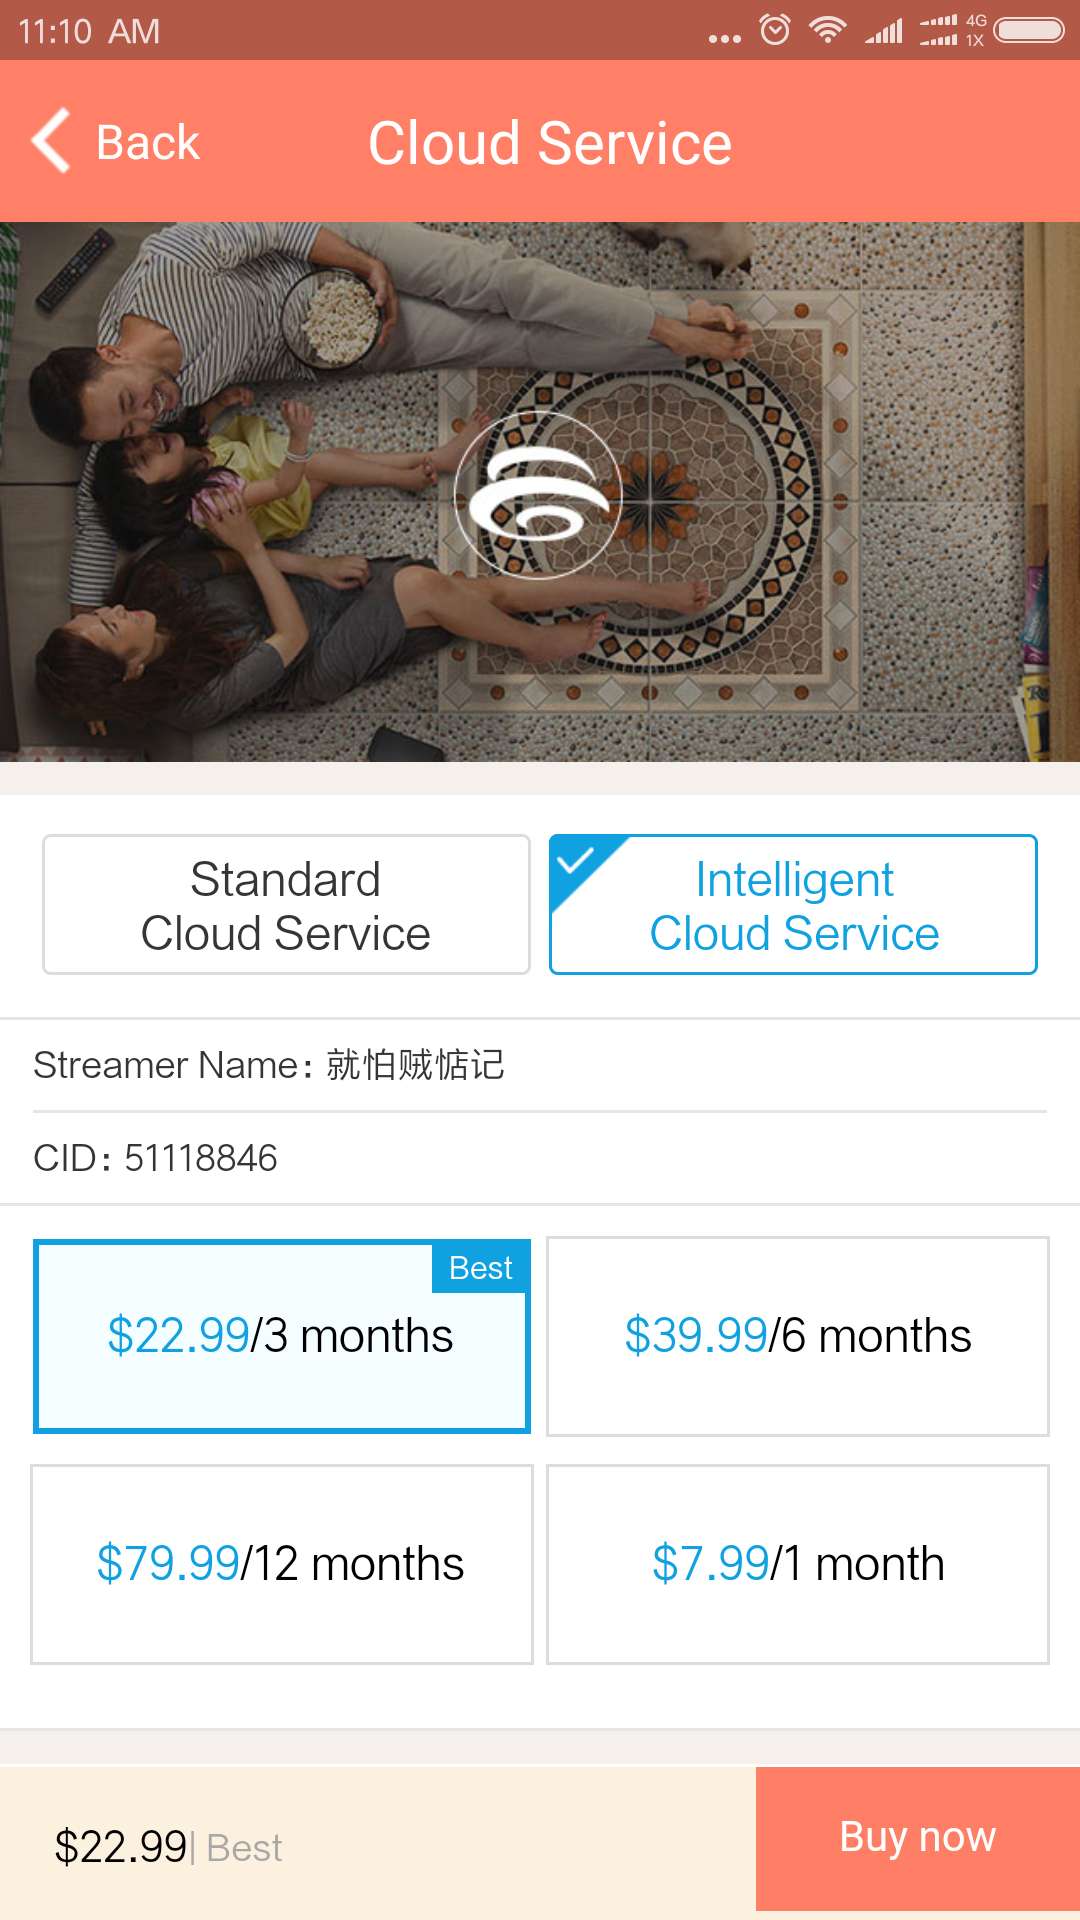 11:10 AM
4G
1X
Back
Cloud Service
Standard
Cloud Service
Intelligent
Cloud Service
Streamer Name: 就怕贼惦记
CID: 51118846
Best
$22.99/3 months
$39.99/6 months
$79.99/12 months
$7.99/1 month
$22.99| Best
Buy now